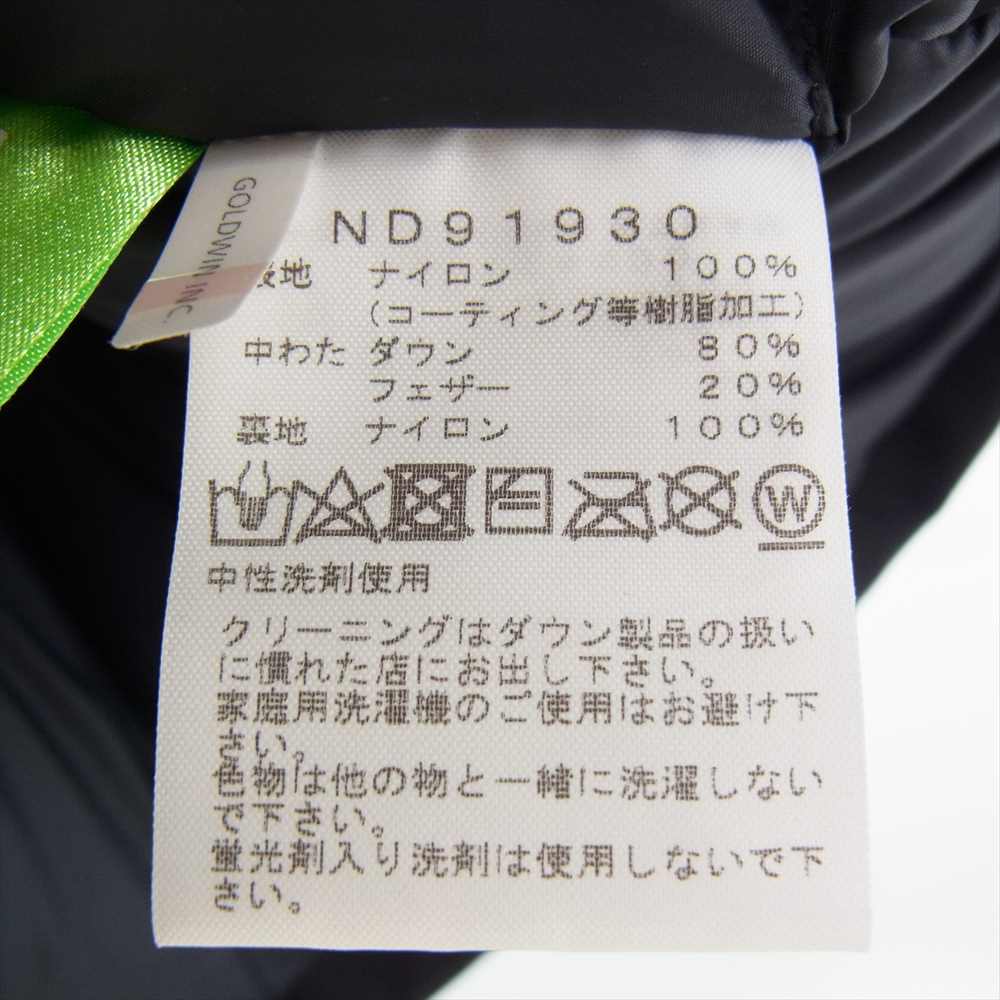 GOLDWIN INC.
ND91930
表地 ナイロン 100%
(コーティング等樹脂加工)
中わた ダウン 80%
フェザー 20%
裏地 ナイロン 100%
W
中性洗剤使用
クリーニングはダウン製品の扱い
に慣れた店にお出し下さい。
家庭用洗濯機のご使用はお避け下
さい。
色物は他の物と一緒に洗濯しない
で下さい。
蛍光剤入り洗剤は使用しないで下
さい。